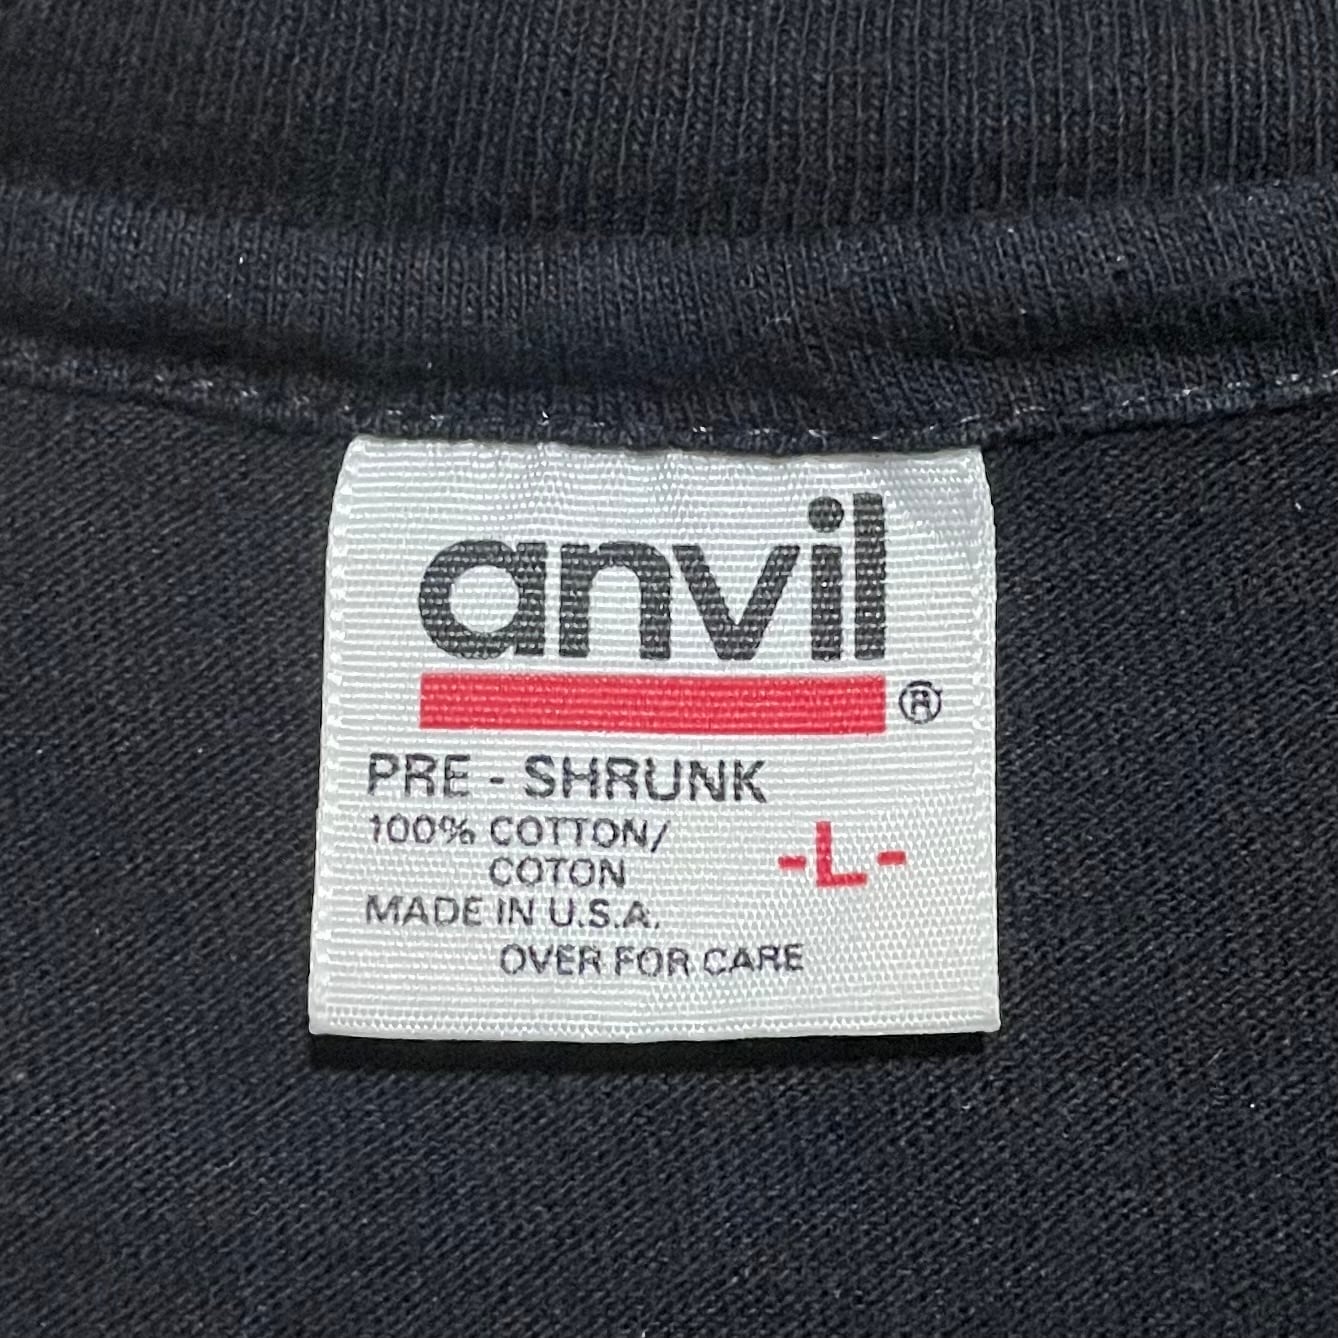 anvil
®
PRE - SHRUNK
100% COTTON/
COTON
-L-
MADE IN U.S.A.
OVER FOR CARE